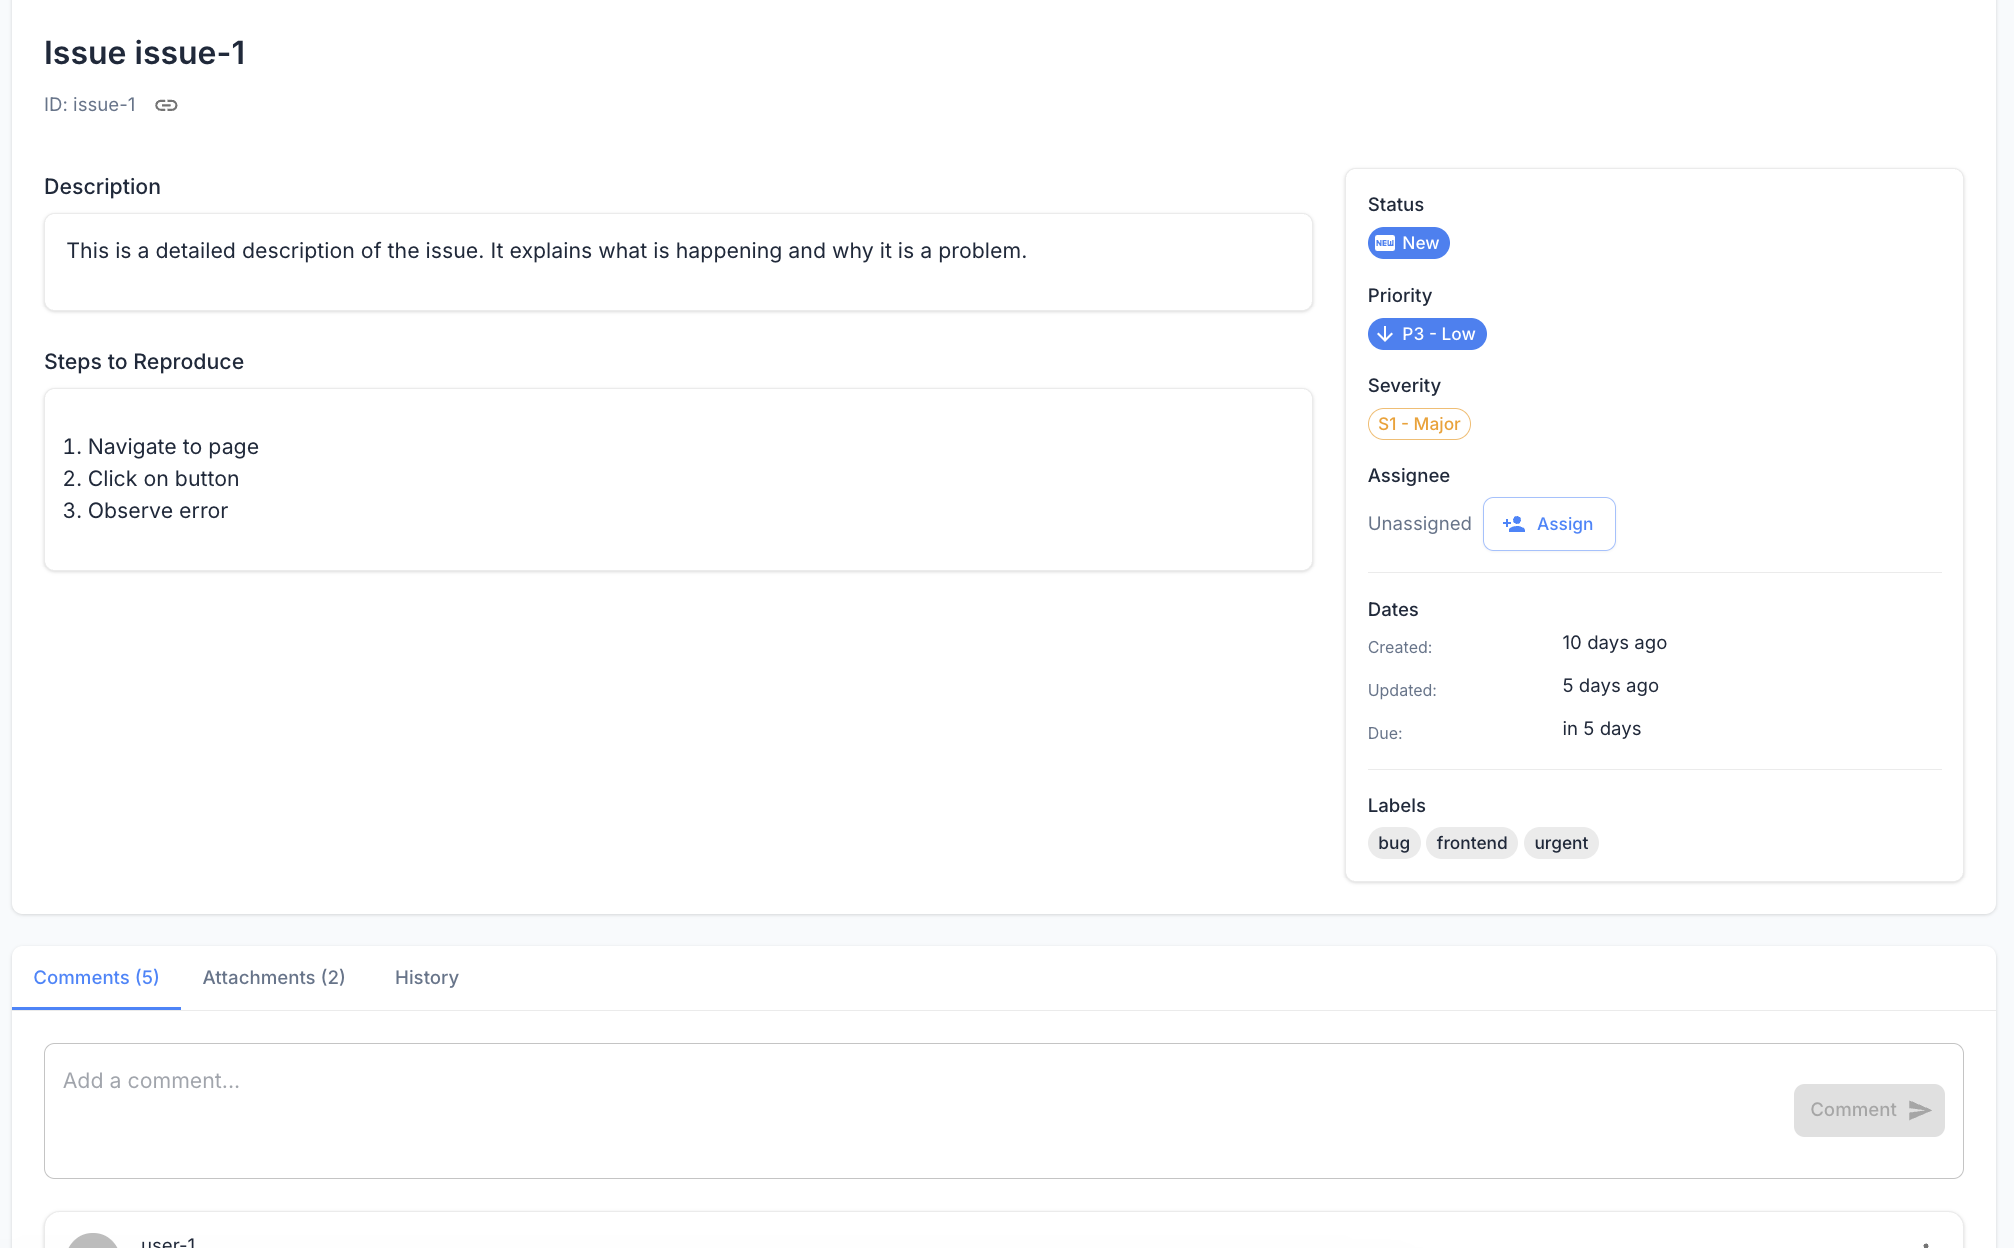 Issue issue-1
ID: issue-1
Description
This is a detailed description of the issue. It explains what is happening and why it is a problem.
Steps to Reproduce
1. Navigate to page
2. Click on button
3. Observe error
Status
NEW New
Priority
P3 - Low
Severity
S1 - Major
Assignee
Unassigned Assign
Dates
Created: 10 days ago
Updated: 5 days ago
Due: in 5 days
Labels
bug frontend urgent
Comments (5) Attachments (2) History
Add a comment...
Comment
user-1